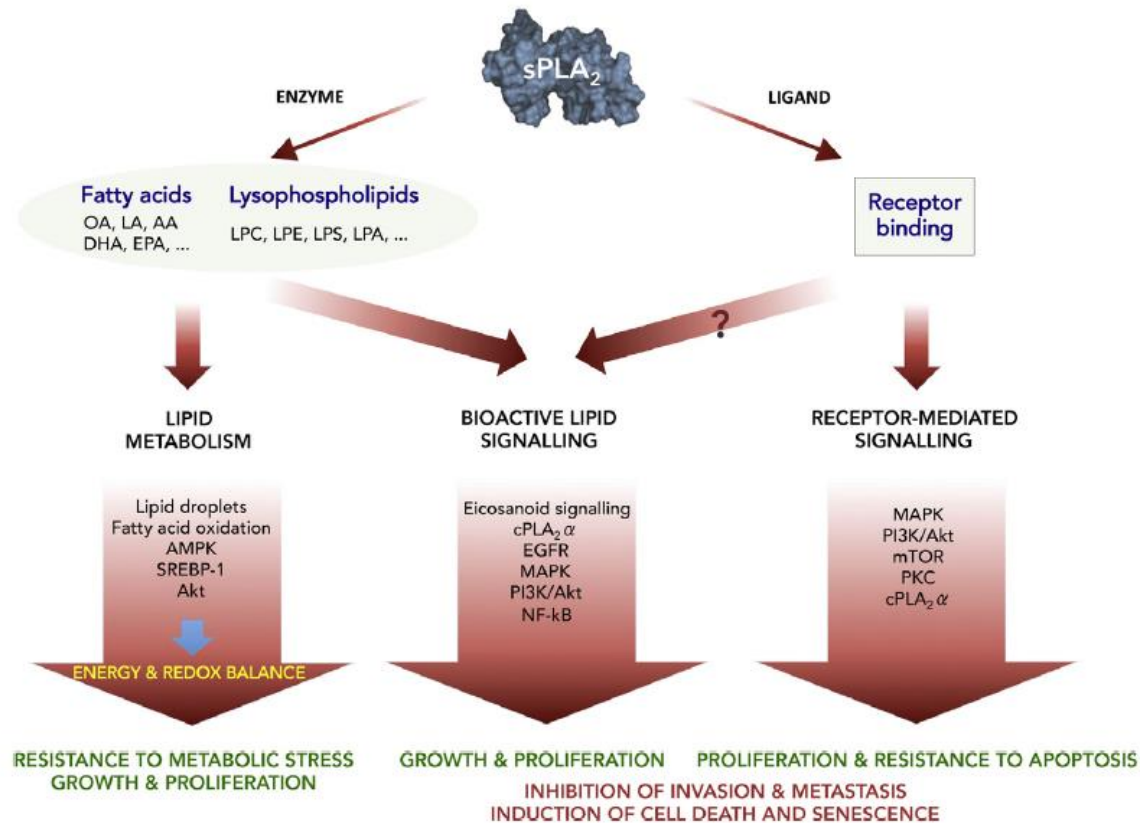 sPLA₂
ENZYME
LIGAND
Fatty acids
OA, LA, AA
DHA, EPA, ...
Lysophospholipids
LPC, LPE, LPS, LPA, ...
Receptor
binding
?
LIPID
METABOLISM
BIOACTIVE LIPID
SIGNALLING
RECEPTOR-MEDIATED
SIGNALLING
Lipid droplets
Fatty acid oxidation
AMPK
SREBP-1
Akt
ENERGY & REDOX BALANCE
Eicosanoid signalling
cPLA₂ α
EGFR
MAPK
PI3K/Akt
NF-kB
MAPK
PI3K/Akt
mTOR
PKC
cPLA₂ α
RESISTANCE TO METABOLIC STRESS
GROWTH & PROLIFERATION
GROWTH & PROLIFERATION
PROLIFERATION & RESISTANCE TO APOPTOSIS
INHIBITION OF INVASION & METASTASIS
INDUCTION OF CELL DEATH AND SENESCENCE